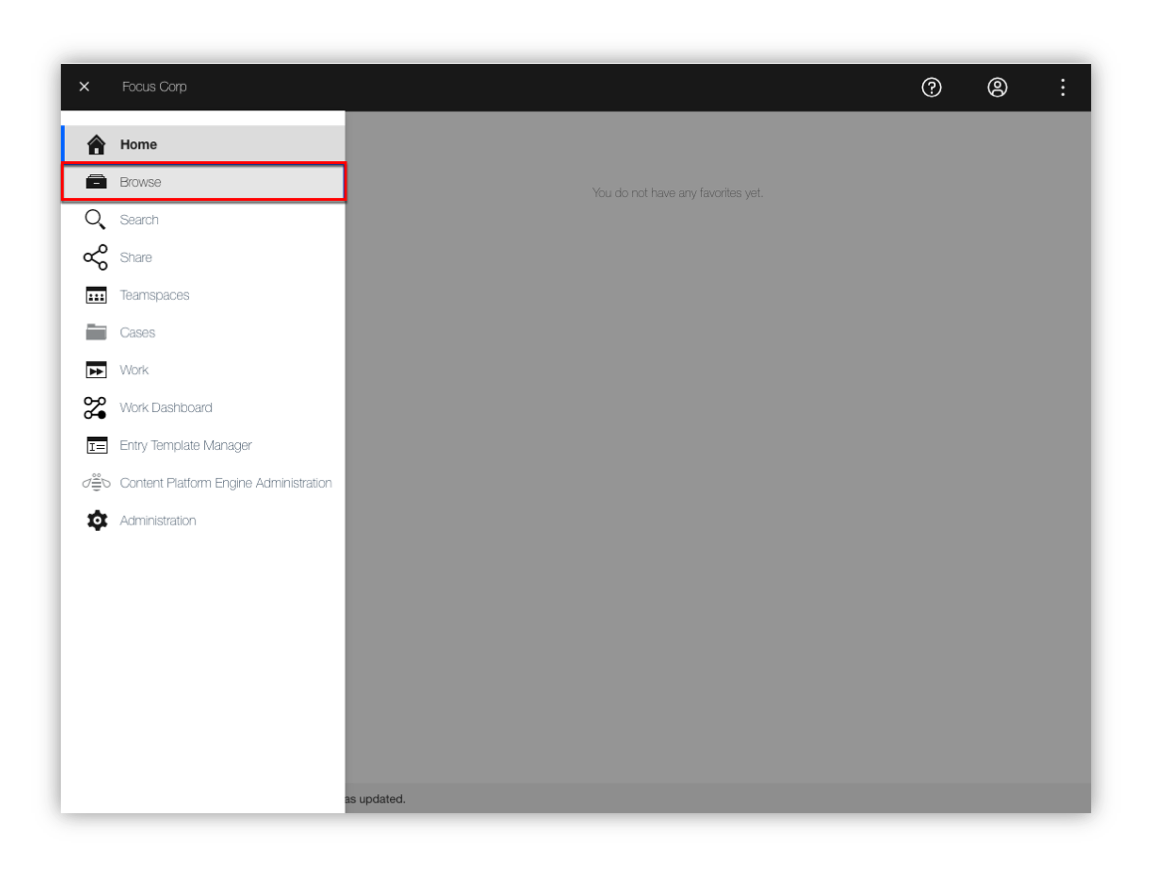 Focus Corp
Home
Browse
You do not have any favorites yet.
Search
Share
Teamspaces
Cases
Work
Work Dashboard
Entry Template Manager
Content Platform Engine Administration
Administration
as updated.